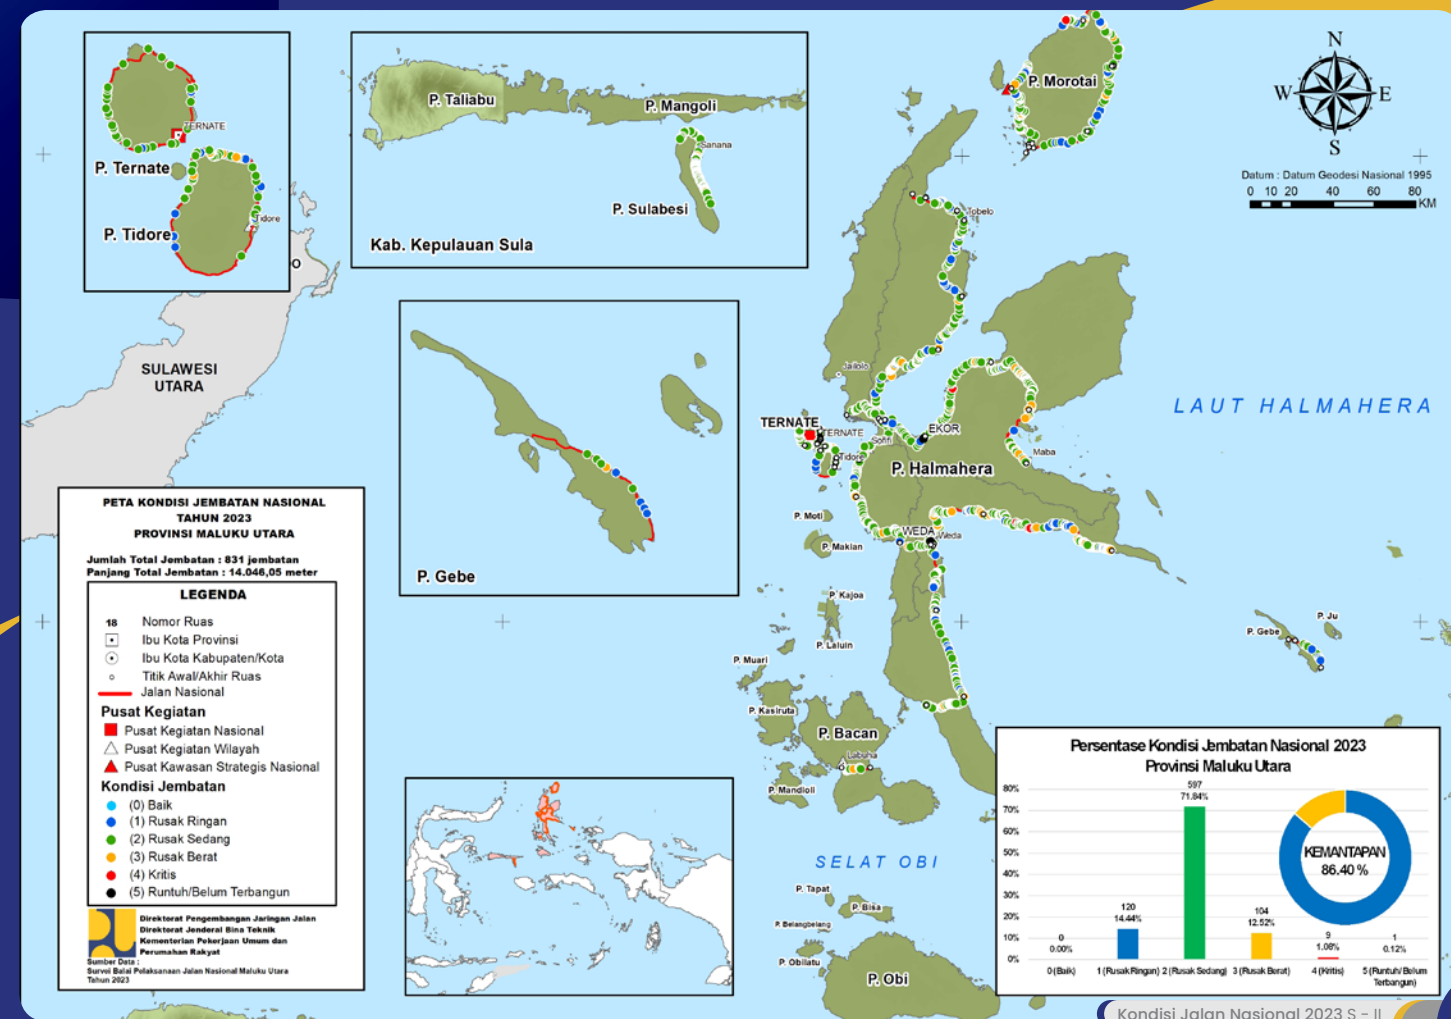 TERNATE
P. Ternate
P. Tidore
Tidore
O
P. Taliabu
P. Mangoli
Sanana
P. Sulabesi
Kab. Kepulauan Sula
P. Morotai
N
W
E
S
Datum : Datum Geodesi Nasional 1995
0 10 20 40 60 80
KM
Tobelo
SULAWESI
UTARA
Jailolo
LAUT HALMAHERA
TERNATE
TERNATE
Sofifi
EKOR
Tidore
Maba
P. Halmahera
P. Gebe
P. Moti
WEDA
Weda
P. Makian
P. Kajoa
P. Laluin
P. Muari
P. Kasiruta
P. Bacan
Labuha
P. Mandioli
P. Ju
P. Gebe
SELAT OBI
P. Tapat
P. Bisa
P. Belangbelang
P. Obilatu
P. Obi
PETA KONDISI JEMBATAN NASIONAL
TAHUN 2023
PROVINSI MALUKU UTARA
Jumlah Total Jembatan : 831 jembatan
Panjang Total Jembatan : 14.046,05 meter
LEGENDA
18 Nomor Ruas
Ibu Kota Provinsi
Ibu Kota Kabupaten/Kota
Titik Awal/Akhir Ruas
Jalan Nasional
Pusat Kegiatan
Pusat Kegiatan Nasional
Pusat Kegiatan Wilayah
Pusat Kawasan Strategis Nasional
Kondisi Jembatan
(0) Baik
(1) Rusak Ringan
(2) Rusak Sedang
(3) Rusak Berat
(4) Kritis
(5) Runtuh/Belum Terbangun
Direktorat Pengembangan Jaringan Jalan
Direktorat Jenderal Bina Teknik
Kementerian Pekerjaan Umum dan
Perumahan Rakyat
Sumber Data :
Survei Balai Pelaksanaan Jalan Nasional Maluku Utara
Tahun 2023
Persentase Kondisi Jembatan Nasional 2023
Provinsi Maluku Utara
80%
70%
60%
50%
40%
30%
20%
10%
0%
0
0.00%
120
14.44%
597
71.84%
104
12.52%
9
1.08%
1
0.12%
0 (Baik)
1 (Rusak Ringan)
2 (Rusak Sedang)
3 (Rusak Berat)
4 (Kritis)
5 (Runtuh/ Belum
Terbangun)
KEMANTAPAN
86.40 %
Kondisi Jalan Nasional 2023 S - II